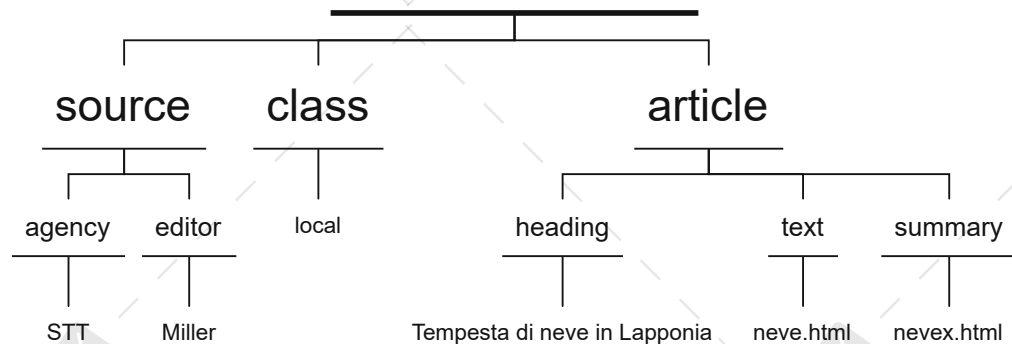 source class article
agency editor local heading text summary
STT Miller Tempesta di neve in Lapponia neve.html nevex.html